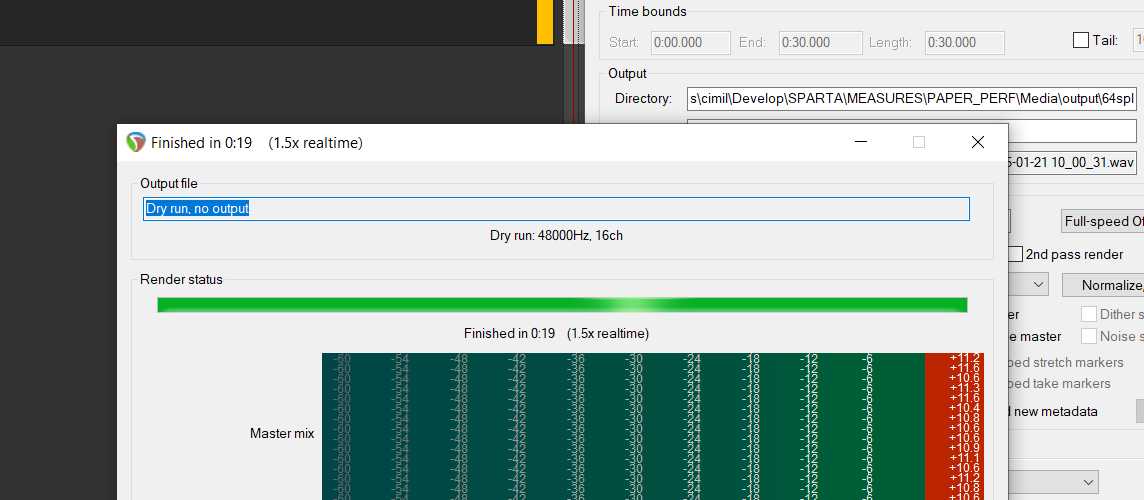 Time bounds
Start: 0:00.000 End: 0:30.000 Length: 0:30.000 Tail:
Output
Directory: s\cimil\Develop\SPARTA\MEASURES\PAPER_PERF\Media\output\64spl
Finished in 0:19 (1.5x realtime)
5-01-21 10_00_31.wav
Output file
Dry run, no output
Dry run: 48000Hz, 16ch
Full-speed Of
2nd pass render
Render status
Normalize,
Finished in 0:19 (1.5x realtime)
er Dither s
e master Noise s
ped stretch markers
ped take markers
d new metadata
Master mix
-60 -54 -48 -42 -36 -30 -24 -18 -12 -6 +11.2
-60 -54 -48 -42 -36 -30 -24 -18 -12 -6 +11.6
-60 -54 -48 -42 -36 -30 -24 -18 -12 -6 +10.6
-60 -54 -48 -42 -36 -30 -24 -18 -12 -6 +11.3
-60 -54 -48 -42 -36 -30 -24 -18 -12 -6 +11.6
-60 -54 -48 -42 -36 -30 -24 -18 -12 -6 +10.4
-60 -54 -48 -42 -36 -30 -24 -18 -12 -6 +10.8
-60 -54 -48 -42 -36 -30 -24 -18 -12 -6 +10.6
-60 -54 -48 -42 -36 -30 -24 -18 -12 -6 +10.6
-60 -54 -48 -42 -36 -30 -24 -18 -12 -6 +10.9
-60 -54 -48 -42 -36 -30 -24 -18 -12 -6 +11.1
-60 -54 -48 -42 -36 -30 -24 -18 -12 -6 +10.6
-60 -54 -48 -42 -36 -30 -24 -18 -12 -6 +11.2
-60 -54 -48 -42 -36 -30 -24 -18 -12 -6 +10.8
-60 -54 -48 -42 -36 -30 -24 -18 -12 -6 +10.6